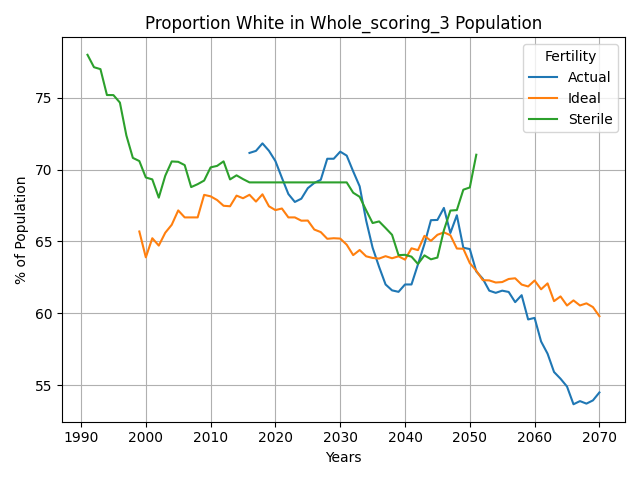 Proportion White in Whole_scoring_3 Population
Fertility
Actual
Ideal
Sterile
% of Population
75
70
65
60
55
1990
2000
2010
2020
2030
2040
2050
2060
2070
Years